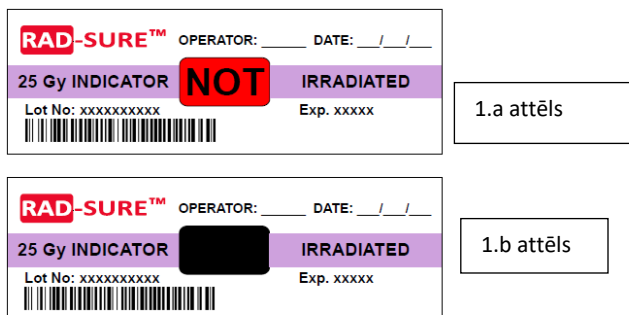 RAD-SURE™ OPERATOR: ______ DATE: ___/___/___
25 Gy INDICATOR NOT IRRADIATED
Lot No: xxxxxxxxxx Exp. xxxxx
1.a attēls
RAD-SURE™ OPERATOR: ______ DATE: ___/___/___
25 Gy INDICATOR IRRADIATED
Lot No: xxxxxxxxxx Exp. xxxxx
1.b attēls